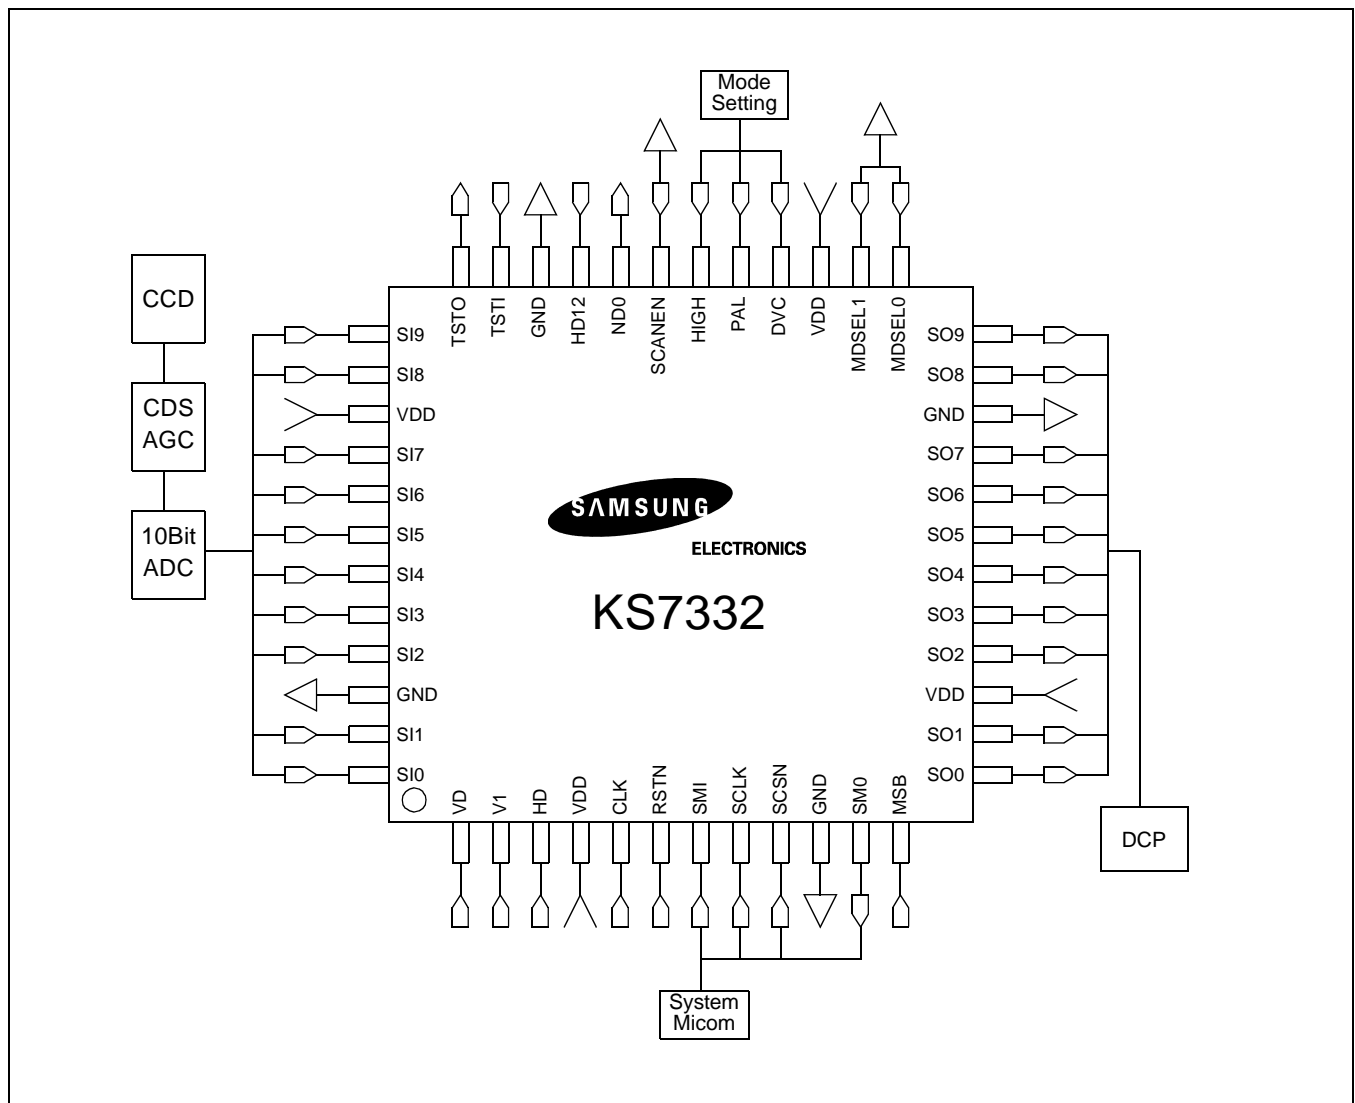 Mode
Setting
TSTO
TSTI
GND
HD12
ND0
SCANEN
HIGH
PAL
DVC
VDD
MDSEL1
MDSEL0
CCD
CDS
AGC
10Bit
ADC
SI9
SI8
VDD
SI7
SI6
SI5
SI4
SI3
SI2
GND
SI1
SI0
SAMSUNG
ELECTRONICS
KS7332
SO9
SO8
GND
SO7
SO6
SO5
SO4
SO3
SO2
VDD
SO1
SO0
DCP
VD
V1
HD
VDD
CLK
RSTN
SMI
SCLK
SCSN
GND
SM0
MSB
System
Micom